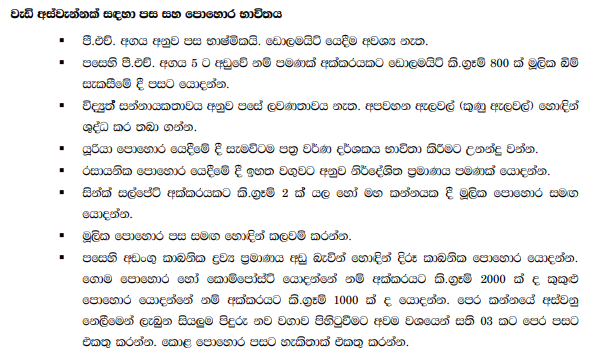 වැඩි අස්වැන්නක් සඳහා පස සහ පොහොර භාවිතය
▪ පී.එච්. අගය අනුව පස භාෂ්මිකයි. ඩොලමයිට් යෙදීම අවශ්‍ය නැත.
▪ පසෙහි පී.එච්. අගය 5 ට අඩුවේ නම් පමණක් අක්කරයකට ඩොලමයිට් කි.ග්‍රෑම් 800 ක් මූලික බිම්
සැකසීමේ දී පසට යොදන්න.
▪ විද්‍යුත් සන්නායකතාවය අනුව පසේ ලවණතාවය නැත. අපවහන ඇලවල් (කුණු ඇලවල්) හොඳින්
ශුද්ධ කර තබා ගන්න.
▪ යූරියා පොහොර යෙදීමේ දී සැමවිටම පත්‍ර වර්ණ දර්ශකය භාවිතා කිරීමට උනන්දු වන්න.
▪ රසායනික පොහොර යෙදීමේ දී ඉහත වගුවට අනුව නිර්දේශිත ප්‍රමාණය පමණක් යොදන්න.
▪ සින්ක් සල්පේට් අක්කරයකට කි.ග්‍රෑම් 2 ක් යල හෝ මහ කන්නයක දී මූලික පොහොර සමඟ
යොදන්න.
▪ මූලික පොහොර පස සමඟ හොඳින් කලවම් කරන්න.
▪ පසෙහි අඩංගු කාබනික ද්‍රව්‍ය ප්‍රමාණය අඩු බැවින් හොඳින් දිරූ කාබනික පොහොර යොදන්න.
ගොම පොහොර හෝ කොම්පෝස්ට් යොදන්නේ නම් අක්කරයට කි.ග්‍රෑම් 2000 ක් ද කුකුළු
පොහොර යොදන්නේ නම් අක්කරයට කි.ග්‍රෑම් 1000 ක් ද යොදන්න. පෙර කන්නයේ අස්වනු
නෙලීමෙන් ලැබුන සියලුම පිදුරු නව වගාව පිහිටුවීමට අවම වශයෙන් සති 03 කට පෙර පසට
එකතු කරන්න. කොළ පොහොර පසට හැකිතාක් එකතු කරන්න.